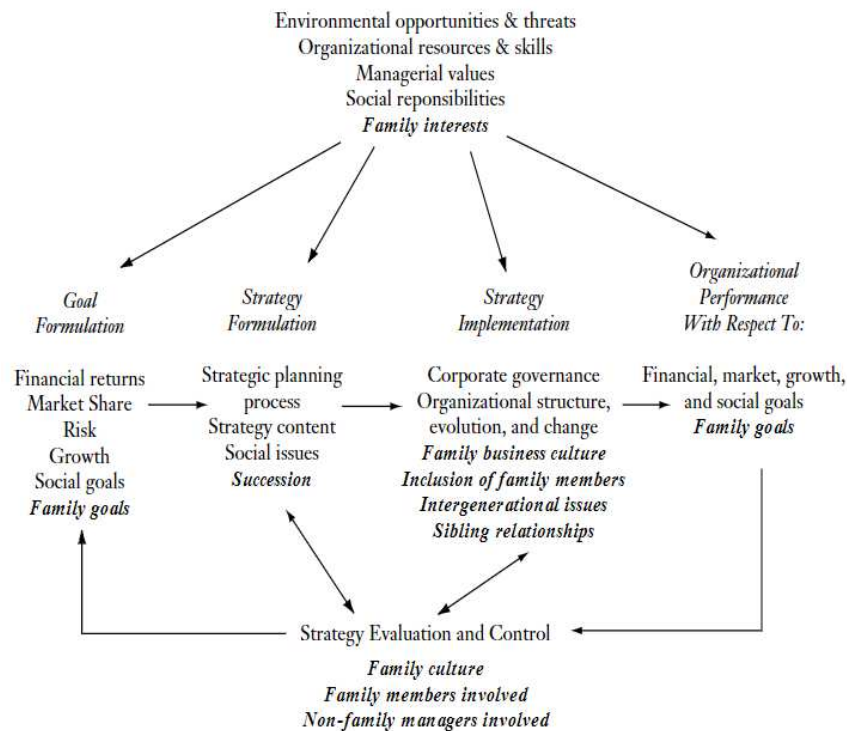 Environmental opportunities & threats
Organizational resources & skills
Managerial values
Social reponsibilities
Family interests
Goal
Formulation
Strategy
Formulation
Strategy
Implementation
Organizational
Performance
With Respect To:
Financial returns
Market Share
Risk
Growth
Social goals
Family goals
Strategic planning
process
Strategy content
Social issues
Succession
Corporate governance
Organizational structure,
evolution, and change
Family business culture
Inclusion of family members
Intergenerational issues
Sibling relationships
Financial, market, growth,
and social goals
Family goals
Strategy Evaluation and Control
Family culture
Family members involved
Non-family managers involved